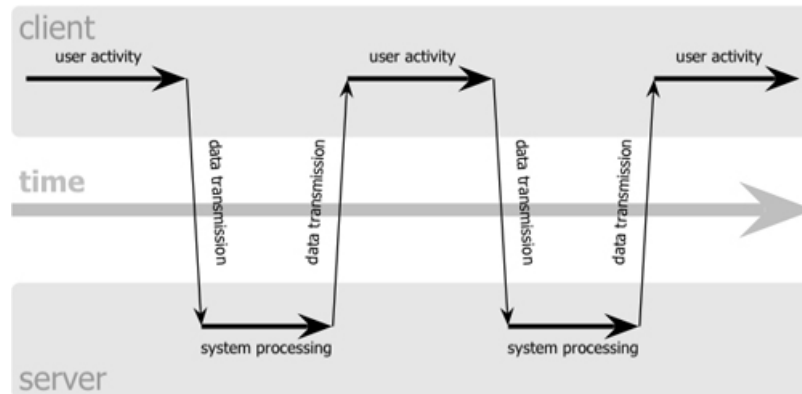 client
user activity
user activity
user activity
data transmission
data transmission
data transmission
data transmission
time
system processing
system processing
server